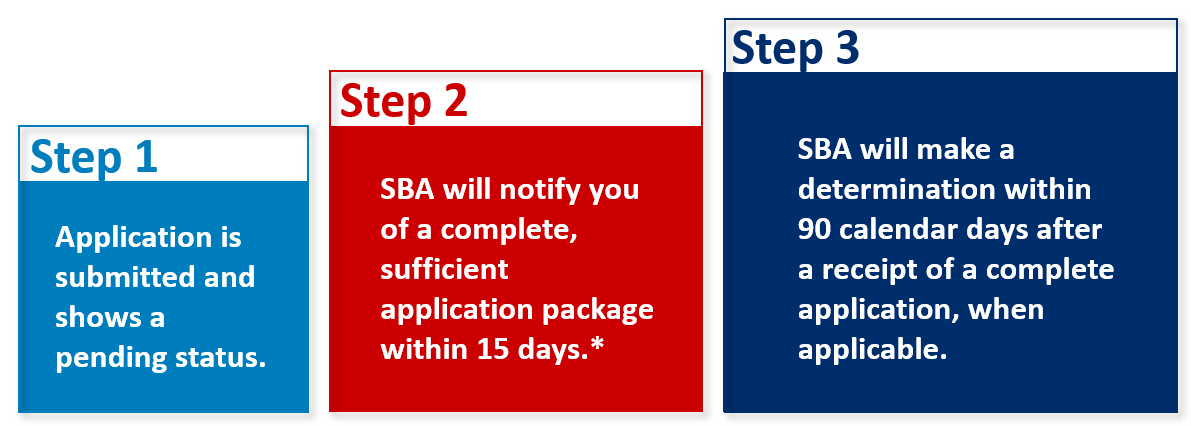 Step 1
Application is
submitted and
shows a
pending status.
Step 2
SBA will notify you
of a complete,
sufficient
application package
within 15 days.*
Step 3
SBA will make a
determination within
90 calendar days after
a receipt of a complete
application, when
applicable.